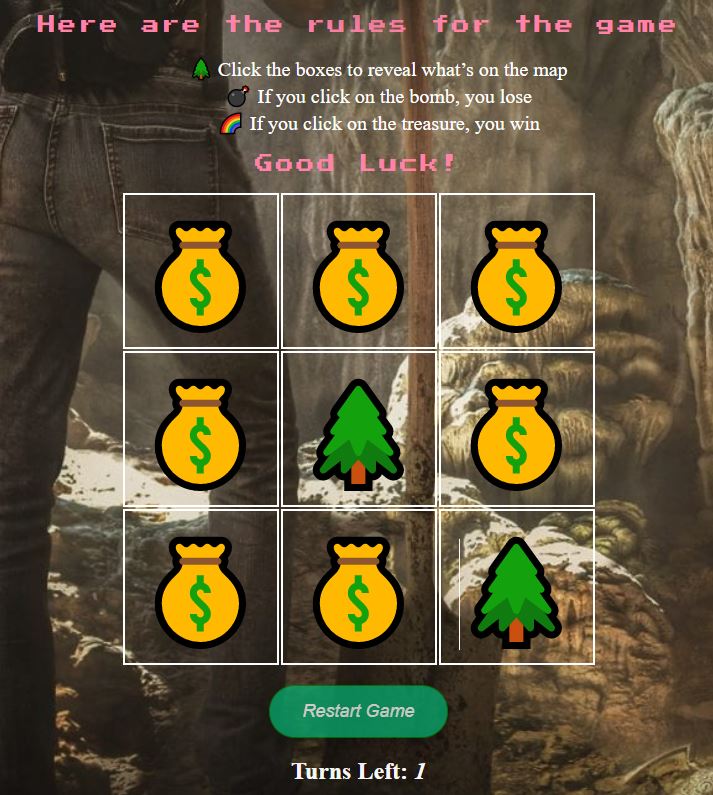 Here are the rules for the game
🌲 Click the boxes to reveal what’s on the map
💣 If you click on the bomb, you lose
🌈 If you click on the treasure, you win
Good Luck!
$ $ $
$ $
$ $
Restart Game
Turns Left: 1